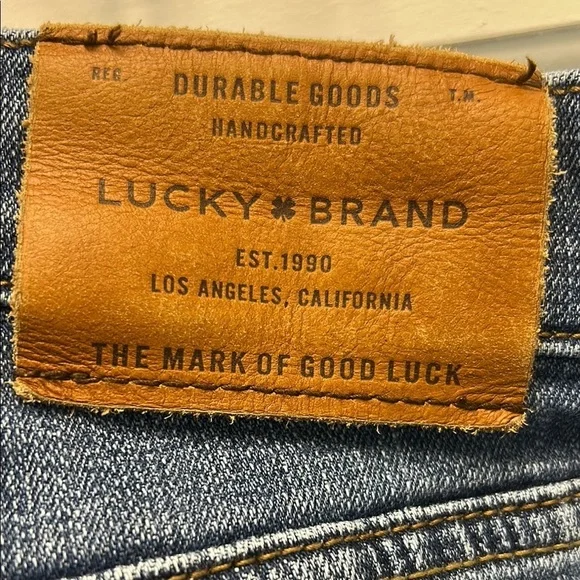 REG. DURABLE GOODS T.M.
HANDCRAFTED
LUCKY BRAND
EST.1990
LOS ANGELES, CALIFORNIA
THE MARK OF GOOD LUCK